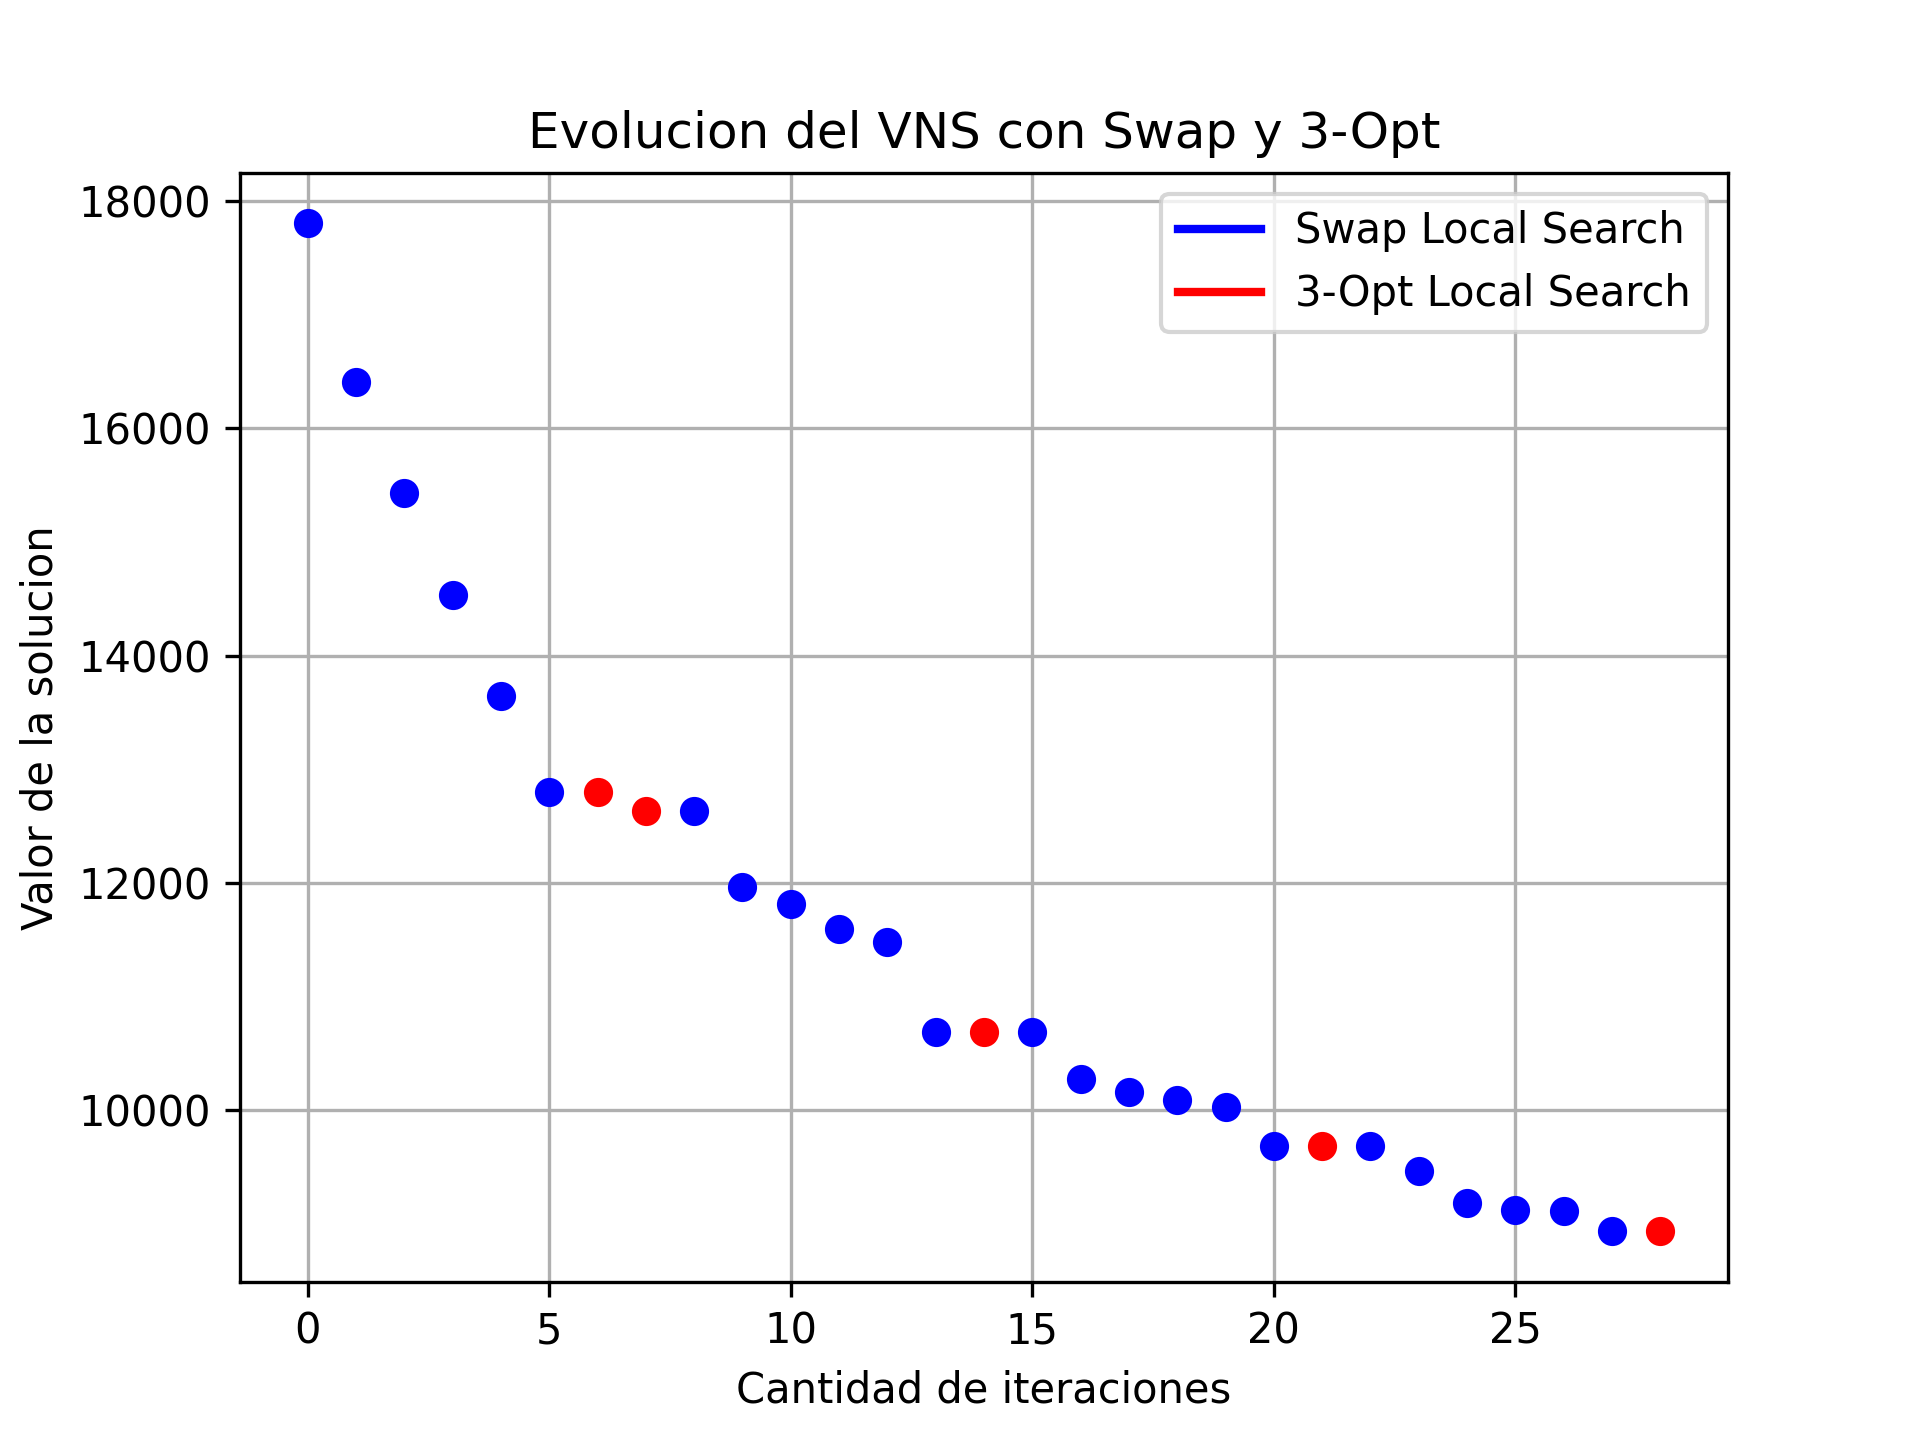 Evolucion del VNS con Swap y 3-Opt
Swap Local Search
3-Opt Local Search
Valor de la solucion
18000
16000
14000
12000
10000
0 5 10 15 20 25
Cantidad de iteraciones